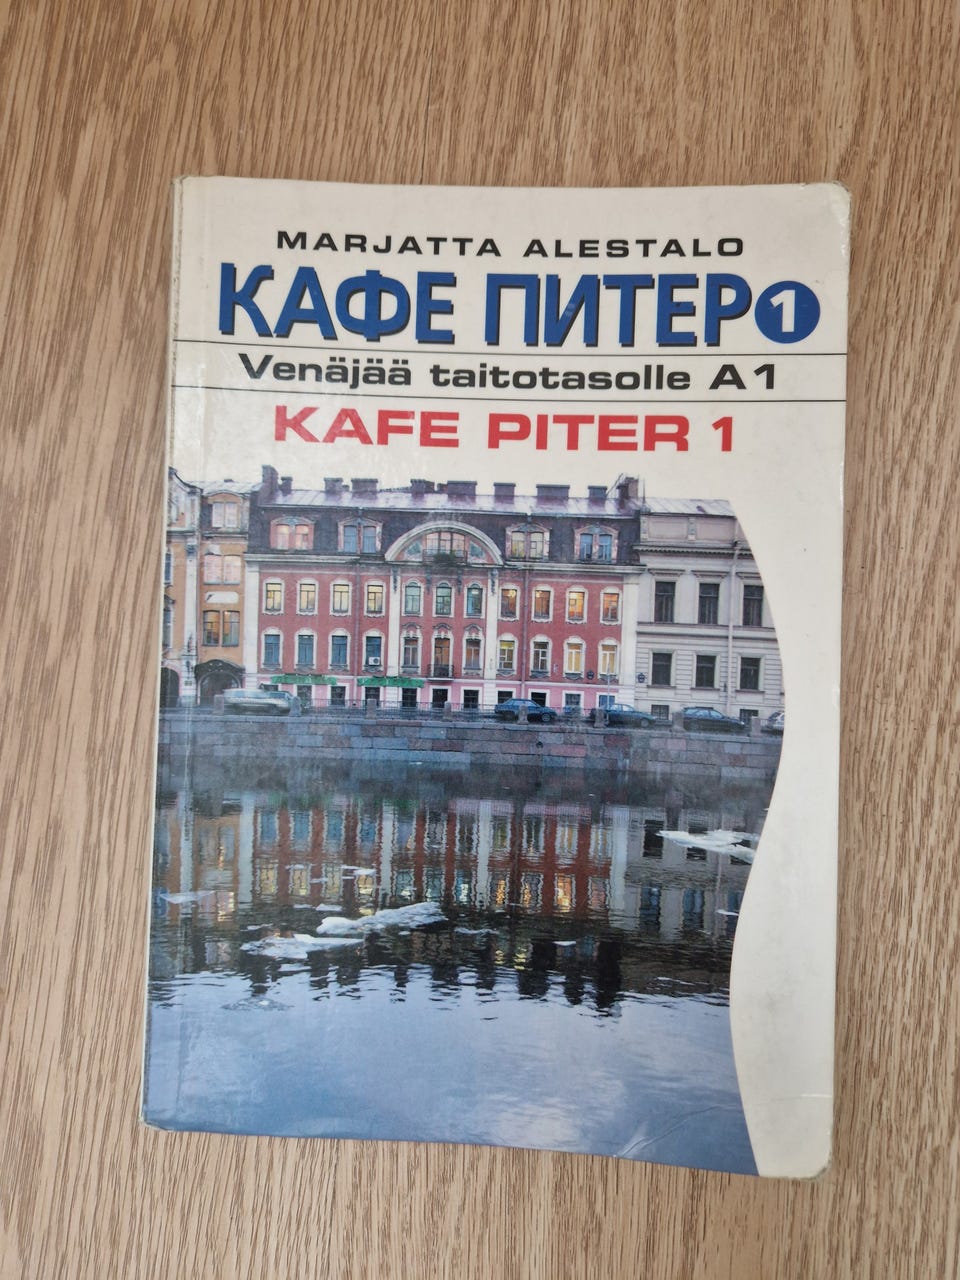 MARJATTA ALESTALO
КАФЕ ПИТЕР 1
Venäjää taitotasolle A1
KAFE PITER 1